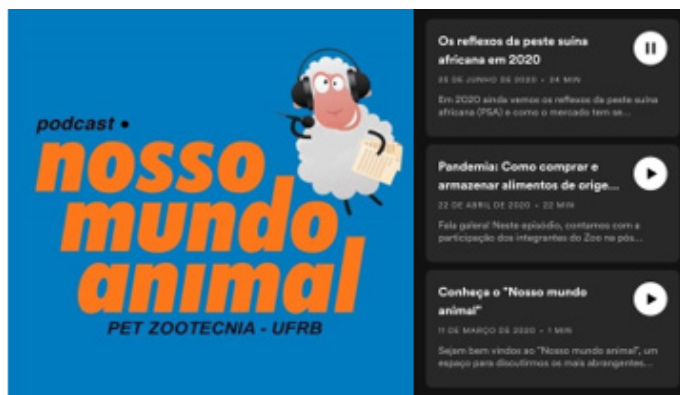 podcast •
nosso
mundo
animal
PET ZOOTECNIA - UFRB
Os reflexos da peste suína
africana em 2020
25 DE JUNHO DE 2020 • 24 MIN
Em 2020 ainda vemos os reflexos da peste suína
africana (PSA) e como o mercado tem se...
Pandemia: Como comprar e
armazenar alimentos de orige...
22 DE ABRIL DE 2020 • 22 MIN
Fala galera! Neste episódio, contamos com a
participação dos integrantes do Zoo na pós...
Conheça o "Nosso mundo
animal"
11 DE MARÇO DE 2020 • 1 MIN
Sejam bem vindos ao "Nosso mundo animal", um
espaço para discutirmos os mais abrangentes...